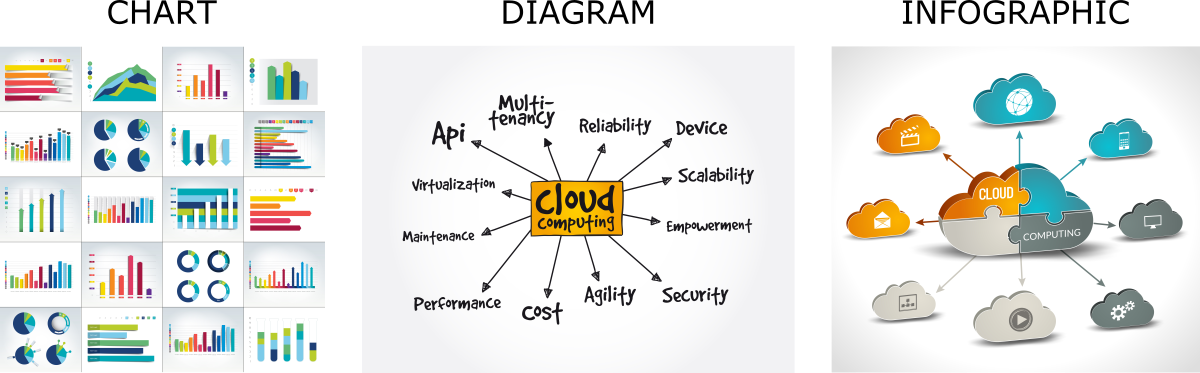 CHART
DIAGRAM
INFOGRAPHIC
Multi-
tenancy
Api
Reliability
Device
Virtualization
Scalability
cloud
computing
Maintenance
Empowerment
Performance
cost
Agility
Security
CLOUD
COMPUTING